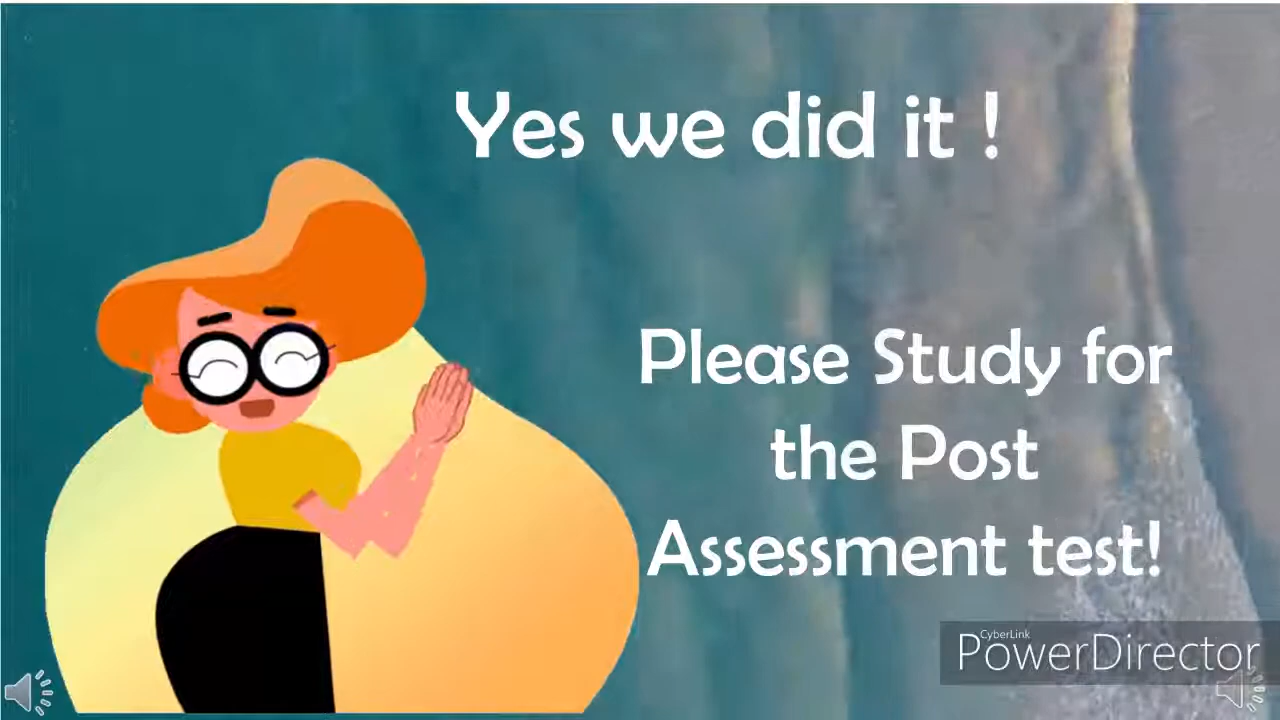 Yes we did it !
Please Study for
the Post
Assessment test!
CyberLink
PowerDirector